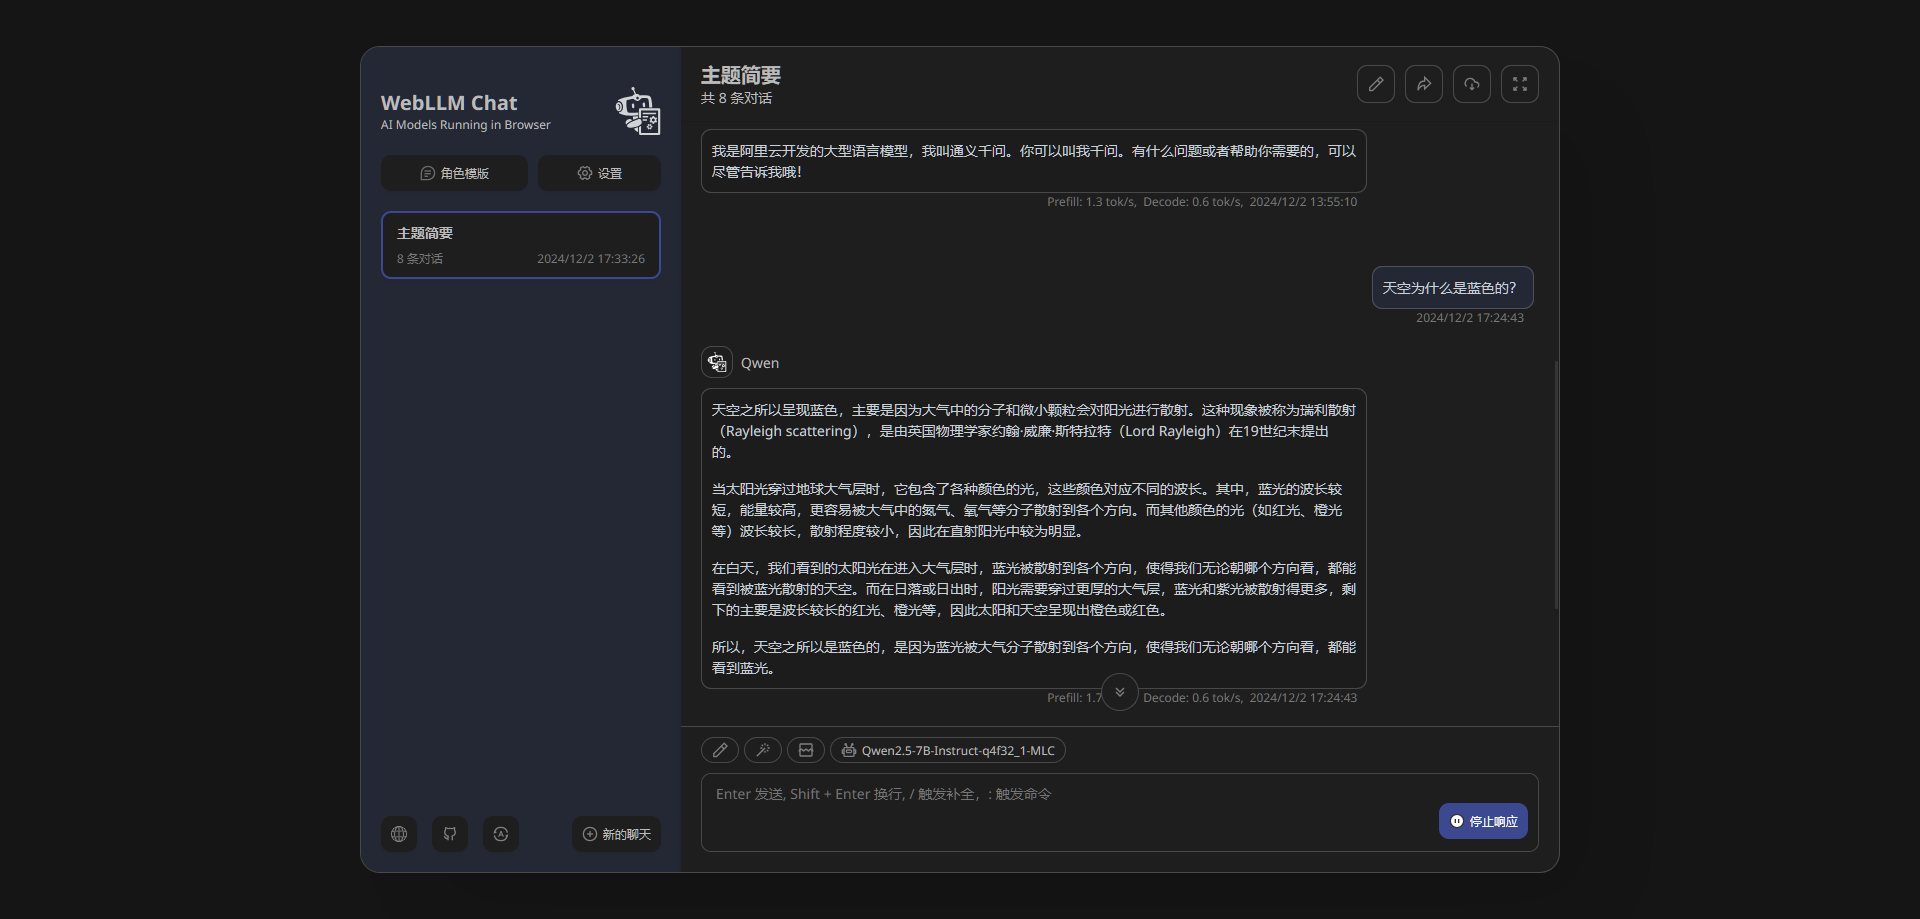 WebLLM Chat
AI Models Running in Browser
角色模版
设置
主题简要
8 条对话
2024/12/2 17:33:26
新的聊天
主题简要
共 8 条对话
我是阿里云开发的大型语言模型，我叫通义千问。你可以叫我千问。有什么问题或者帮助你需要的，可以
尽管告诉我哦！
Prefill: 1.3 tok/s, Decode: 0.6 tok/s, 2024/12/2 13:55:10
天空为什么是蓝色的？
2024/12/2 17:24:43
Qwen
天空之所以呈现蓝色，主要是因为大气中的分子和微小颗粒会对阳光进行散射。这种现象被称为瑞利散射
（Rayleigh scattering），是由英国物理学家约翰·威廉·斯特拉特（Lord Rayleigh）在19世纪末提出
的。
当太阳光穿过地球大气层时，它包含了各种颜色的光，这些颜色对应不同的波长。其中，蓝光的波长较
短，能量较高，更容易被大气中的氮气、氧气等分子散射到各个方向。而其他颜色的光（如红光、橙光
等）波长较长，散射程度较小，因此在直射阳光中较为明显。
在白天，我们看到的太阳光在进入大气层时，蓝光被散射到各个方向，使得我们无论朝哪个方向看，都能
看到被蓝光散射的天空。而在日落或日出时，阳光需要穿过更厚的大气层，蓝光和紫光被散射得更多，剩
下的主要是波长较长的红光、橙光等，因此太阳和天空呈现出橙色或红色。
所以，天空之所以是蓝色的，是因为蓝光被大气分子散射到各个方向，使得我们无论朝哪个方向看，都能
看到蓝光。
Prefill: 1.7 Decode: 0.6 tok/s, 2024/12/2 17:24:43
Qwen2.5-7B-Instruct-q4f32_1-MLC
Enter 发送, Shift + Enter 换行, / 触发补全，: 触发命令
停止响应